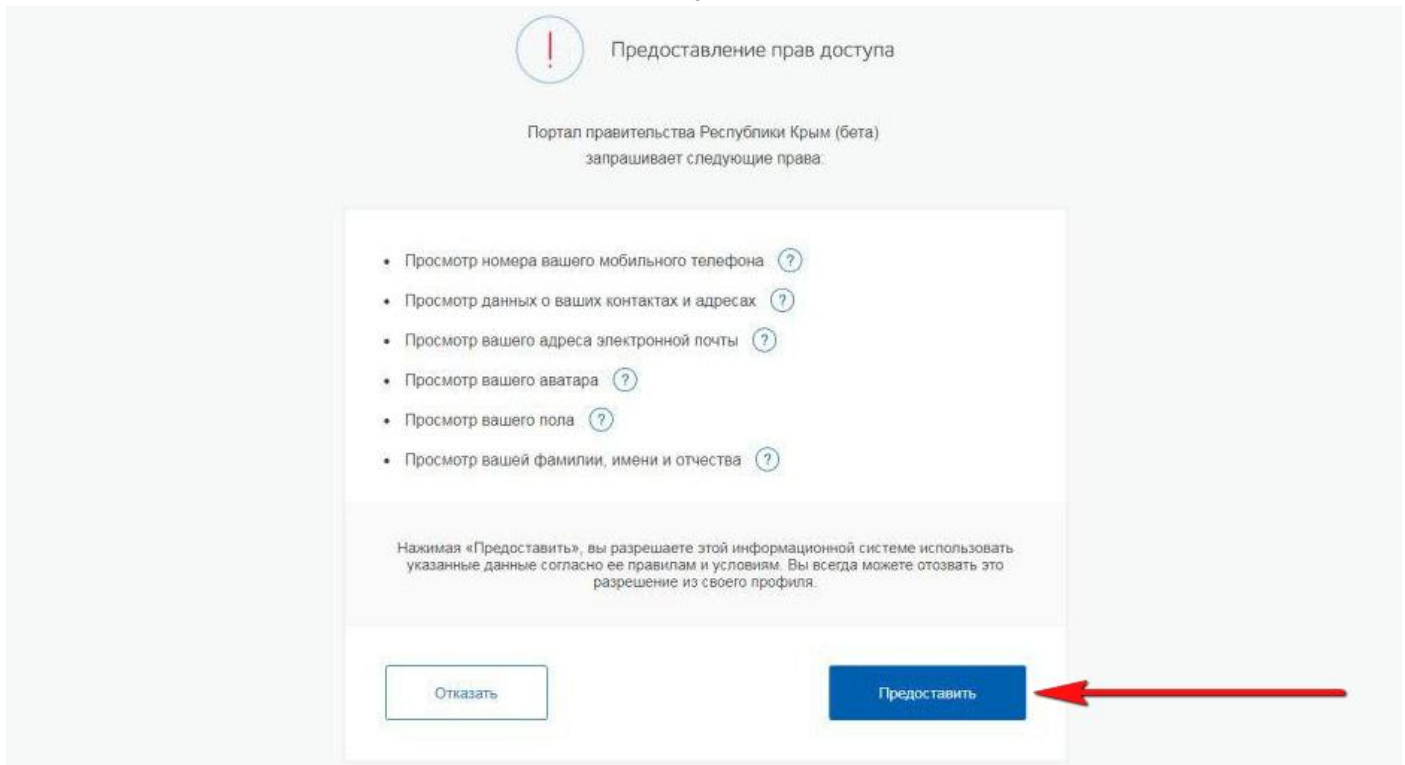 Предоставление прав доступа
Портал правительства Республики Крым (бета)
запрашивает следующие права:
• Просмотр номера вашего мобильного телефона ?
• Просмотр данных о ваших контактах и адресах ?
• Просмотр вашего адреса электронной почты ?
• Просмотр вашего аватара ?
• Просмотр вашего пола ?
• Просмотр вашей фамилии, имени и отчества ?
Нажимая «Предоставить», вы разрешаете этой информационной системе использовать
указанные данные согласно ее правилам и условиям. Вы всегда можете отозвать это
разрешение из своего профиля.
Отказать
Предоставить